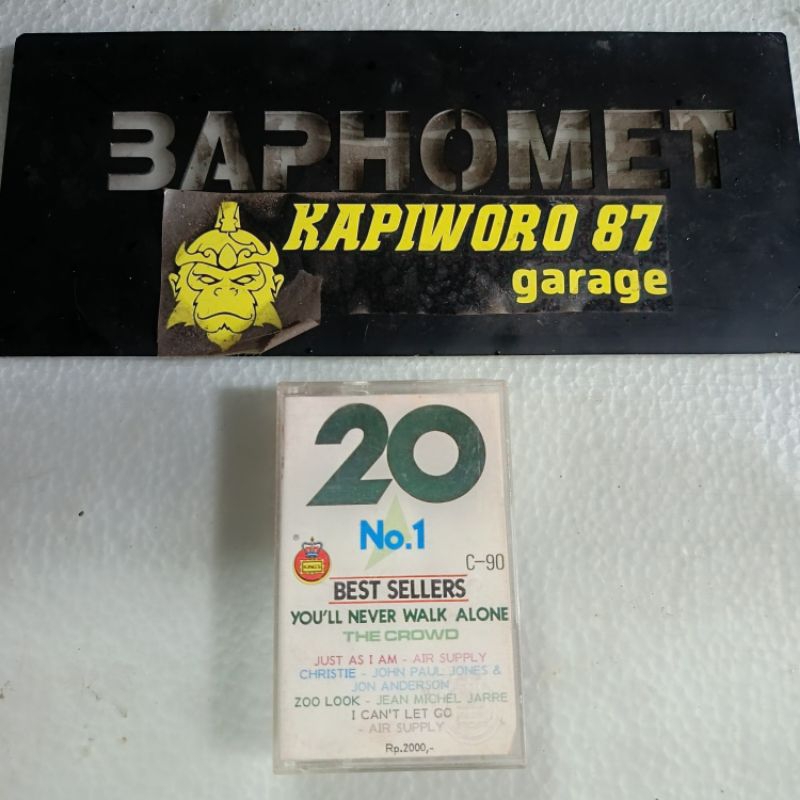 BAPHOMET
KAPIWORO 87
garage
20
No.1
®
KING'S
C-90
BEST SELLERS
YOU'LL NEVER WALK ALONE
THE CROWD
JUST AS I AM - AIR SUPPLY
CHRISTIE - JOHN PAUL JONES &
JON ANDERSON
ZOO LOOK - JEAN MICHEL JARRE
I CAN'T LET GO
- AIR SUPPLY
Rp.2000,-